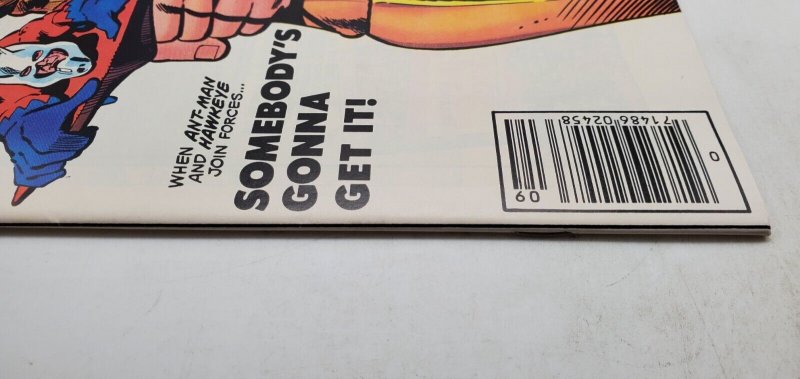 WHEN ANT-MAN
AND HAWKEYE
JOIN FORCES...
SOMEBODY'S
GONNA
GET IT!
0
71486 02458
09